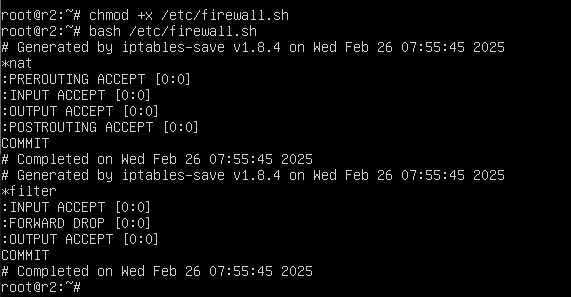 root@r2:~# chmod +x /etc/firewall.sh
root@r2:~# bash /etc/firewall.sh
# Generated by iptables-save v1.8.4 on Wed Feb 26 07:55:45 2025
*nat
:PREROUTING ACCEPT [0:0]
:INPUT ACCEPT [0:0]
:OUTPUT ACCEPT [0:0]
:POSTROUTING ACCEPT [0:0]
COMMIT
# Completed on Wed Feb 26 07:55:45 2025
# Generated by iptables-save v1.8.4 on Wed Feb 26 07:55:45 2025
*filter
:INPUT ACCEPT [0:0]
:FORWARD DROP [0:0]
:OUTPUT ACCEPT [0:0]
COMMIT
# Completed on Wed Feb 26 07:55:45 2025
root@r2:~#